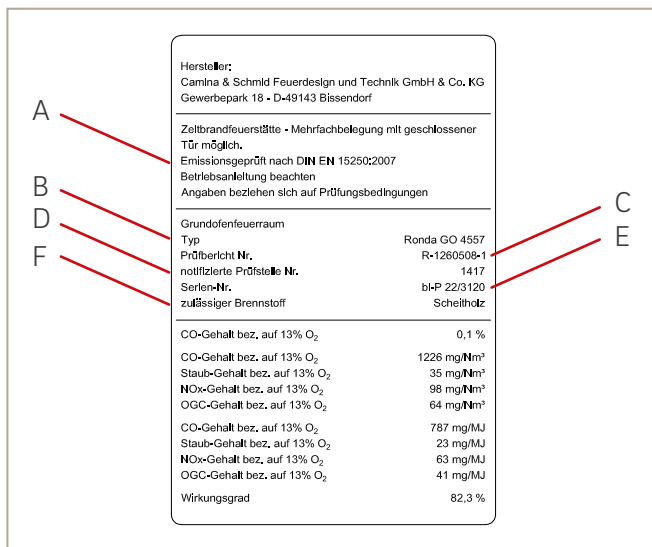 Hersteller:
Camina & Schmid Feuerdesign und Technik GmbH & Co. KG
Gewerbepark 18 - D-49143 Bissendorf
A
Zeitbrandfeuerstätte - Mehrfachbelegung mit geschlossener
Tür möglich.
Emissionsgeprüft nach DIN EN 15250:2007
Betriebsanleitung beachten
Angaben beziehen sich auf Prüfungsbedingungen
B
D
F
C
E
Grundofenfeuerraum
Typ Ronda GO 4557
Prüfbericht Nr. R-1260508-1
notifizierte Prüfstelle Nr. 1417
Serien-Nr. bl-P 22/3120
zulässiger Brennstoff Scheitholz
CO-Gehalt bez. auf 13% O₂ 0,1 %
CO-Gehalt bez. auf 13% O₂ 1226 mg/Nm³
Staub-Gehalt bez. auf 13% O₂ 35 mg/Nm³
NOx-Gehalt bez. auf 13% O₂ 98 mg/Nm³
OGC-Gehalt bez. auf 13% O₂ 64 mg/Nm³
CO-Gehalt bez. auf 13% O₂ 787 mg/MJ
Staub-Gehalt bez. auf 13% O₂ 23 mg/MJ
NOx-Gehalt bez. auf 13% O₂ 63 mg/MJ
OGC-Gehalt bez. auf 13% O₂ 41 mg/MJ
Wirkungsgrad 82,3 %